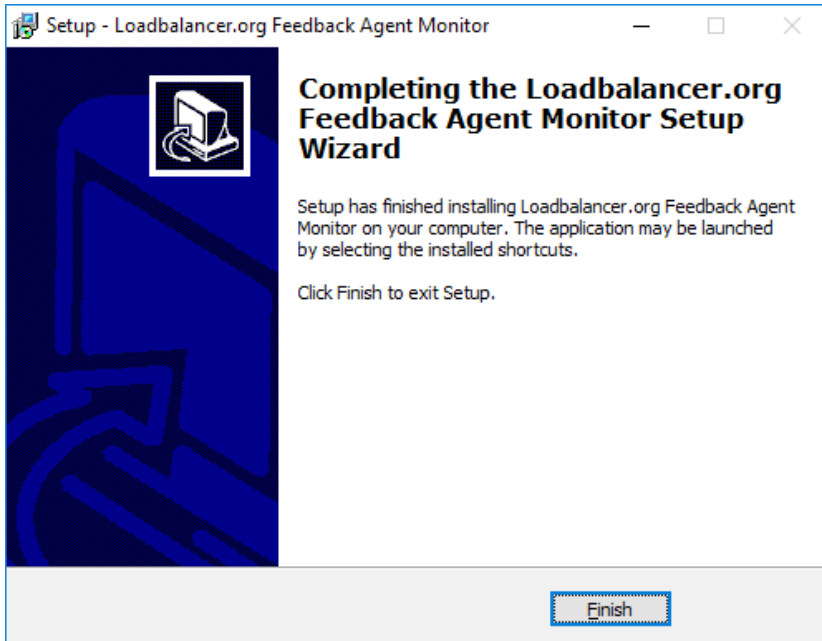 Setup - Loadbalancer.org Feedback Agent Monitor
Completing the Loadbalancer.org
Feedback Agent Monitor Setup
Wizard
Setup has finished installing Loadbalancer.org Feedback Agent
Monitor on your computer. The application may be launched
by selecting the installed shortcuts.
Click Finish to exit Setup.
Finish